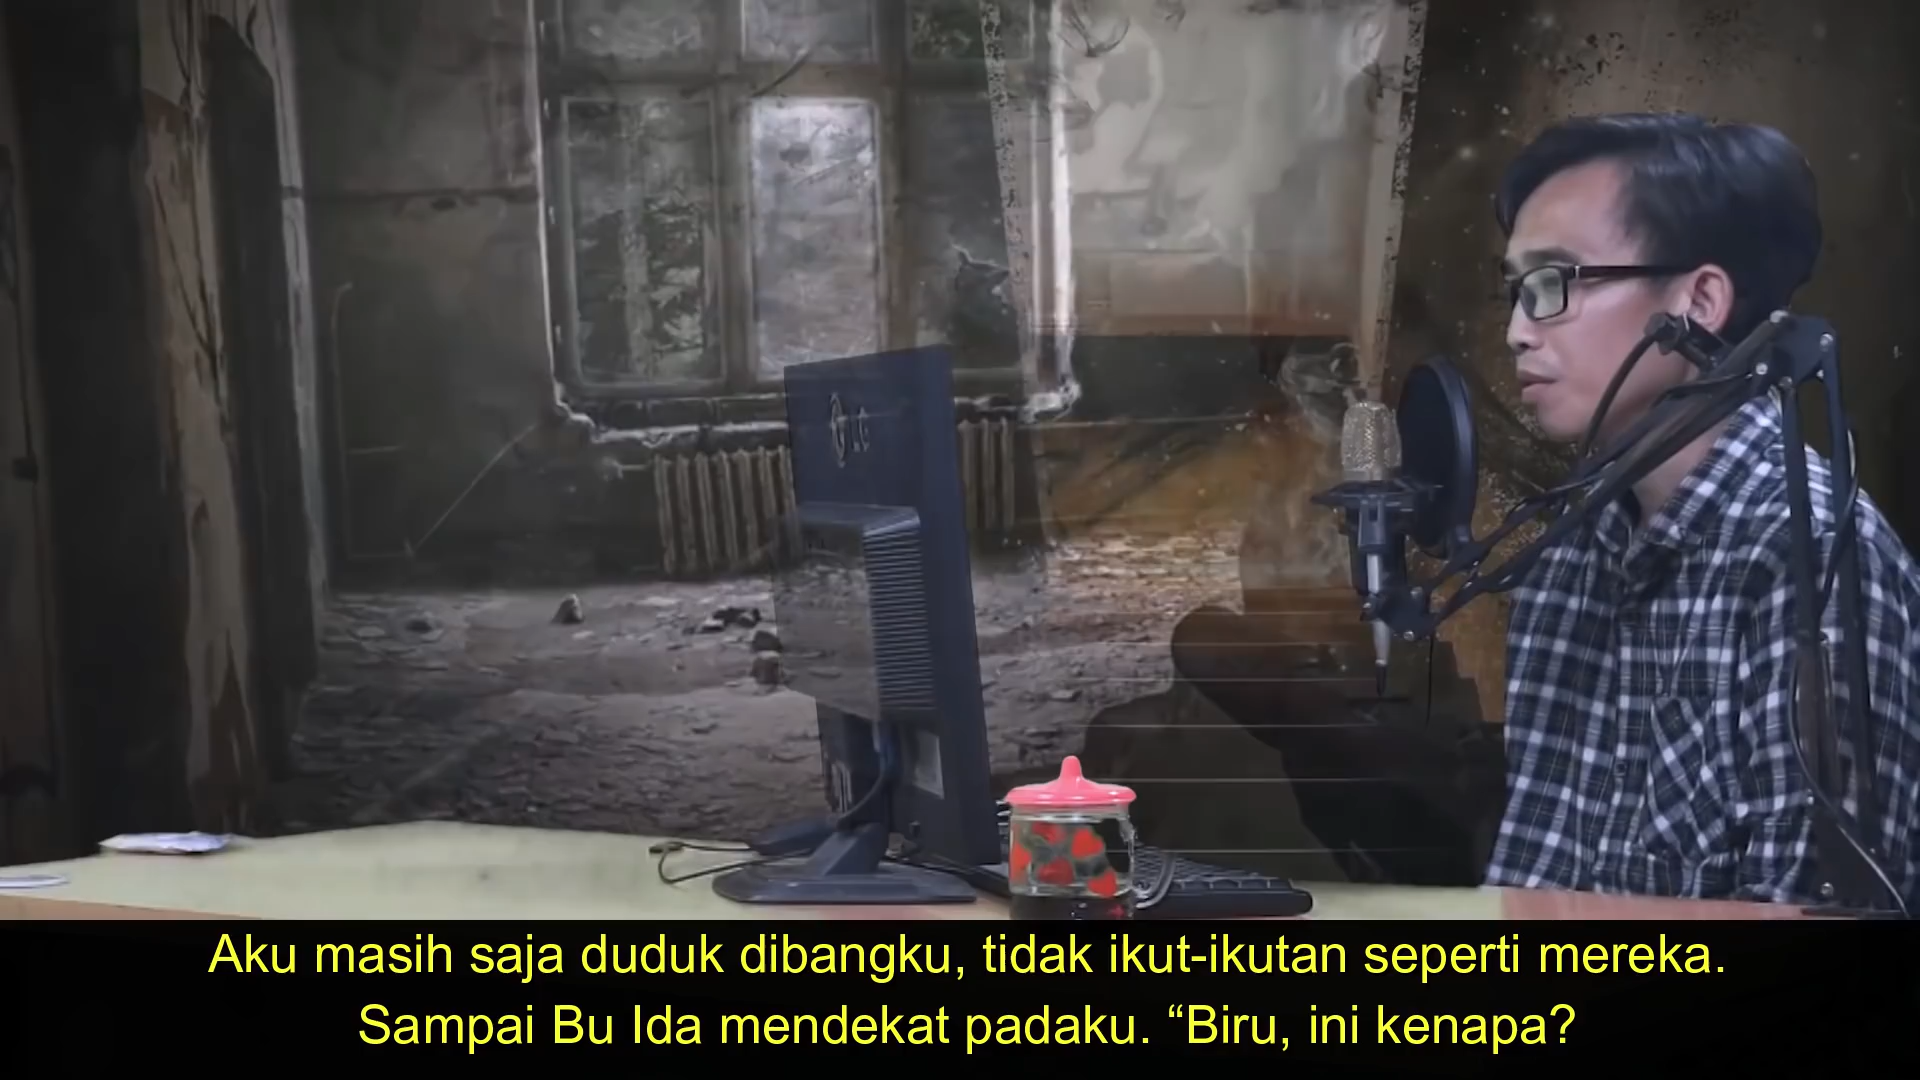 Aku masih saja duduk dibangku, tidak ikut-ikutan seperti mereka.
Sampai Bu Ida mendekat padaku. “Biru, ini kenapa?